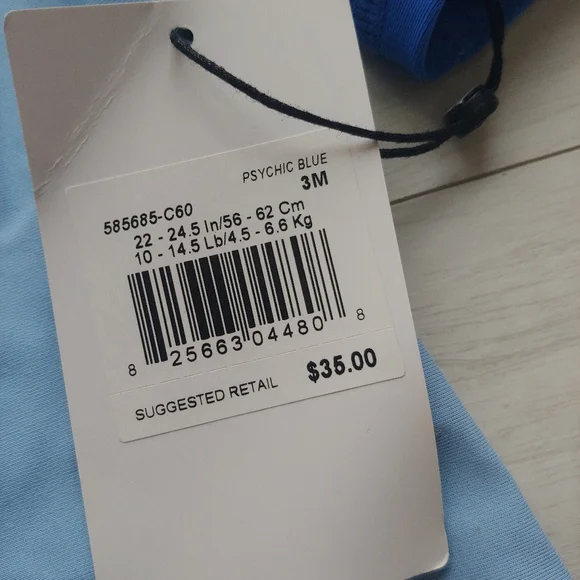 PSYCHIC BLUE
3M
585685-C60
22 - 24.5 In/56 - 62 Cm
10 - 14.5 Lb/4.5 - 6.6 Kg
8 25663 04480 8
SUGGESTED RETAIL $35.00